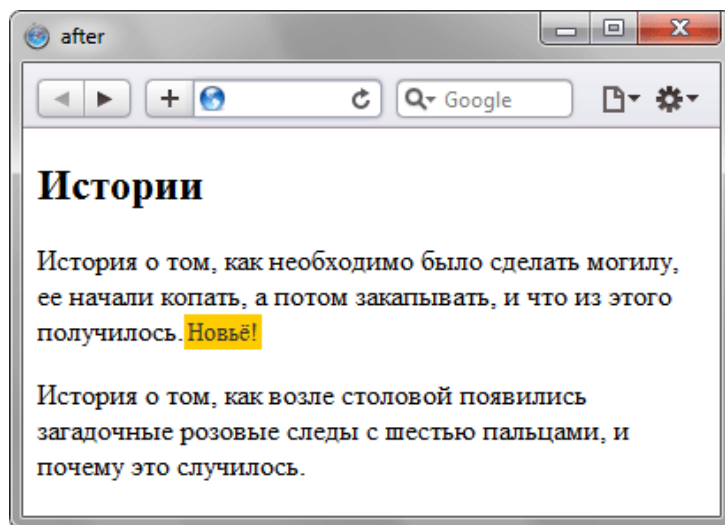 after
Google
Истории
История о том, как необходимо было сделать могилу,
ее начали копать, а потом закапывать, и что из этого
получилось. Новьё!
История о том, как возле столовой появились
загадочные розовые следы с шестью пальцами, и
почему это случилось.